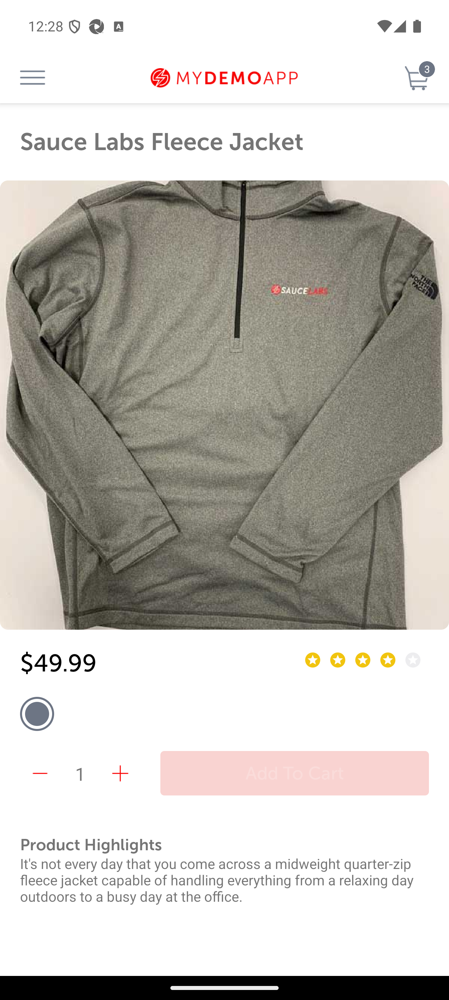 12:28
MYDEMOAPP
3
Sauce Labs Fleece Jacket
SAUCELABS
THE
NORTH
FACE
$49.99
1
Add To Cart
Product Highlights
It's not every day that you come across a midweight quarter-zip
fleece jacket capable of handling everything from a relaxing day
outdoors to a busy day at the office.